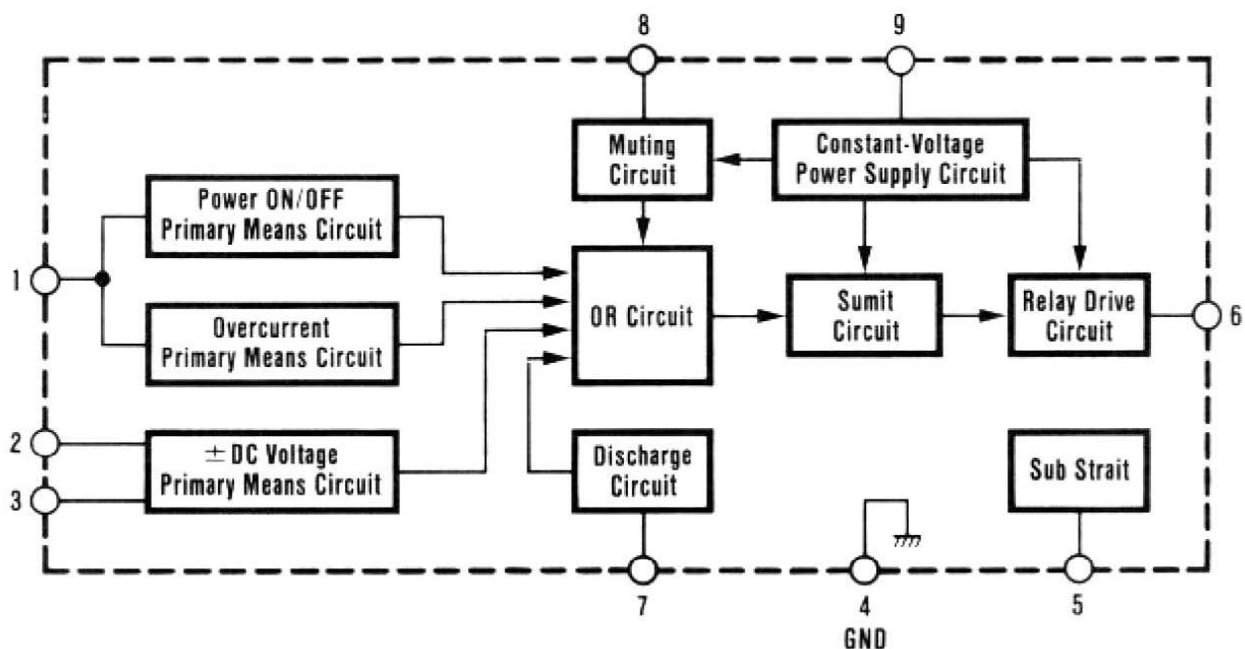 8
9
Muting
Circuit
Constant-Voltage
Power Supply Circuit
Power ON/OFF
Primary Means Circuit
1
Overcurrent
Primary Means Circuit
OR Circuit
Sumit
Circuit
Relay Drive
Circuit
6
2
3
±DC Voltage
Primary Means Circuit
Discharge
Circuit
Sub Strait
7
4
GND
5